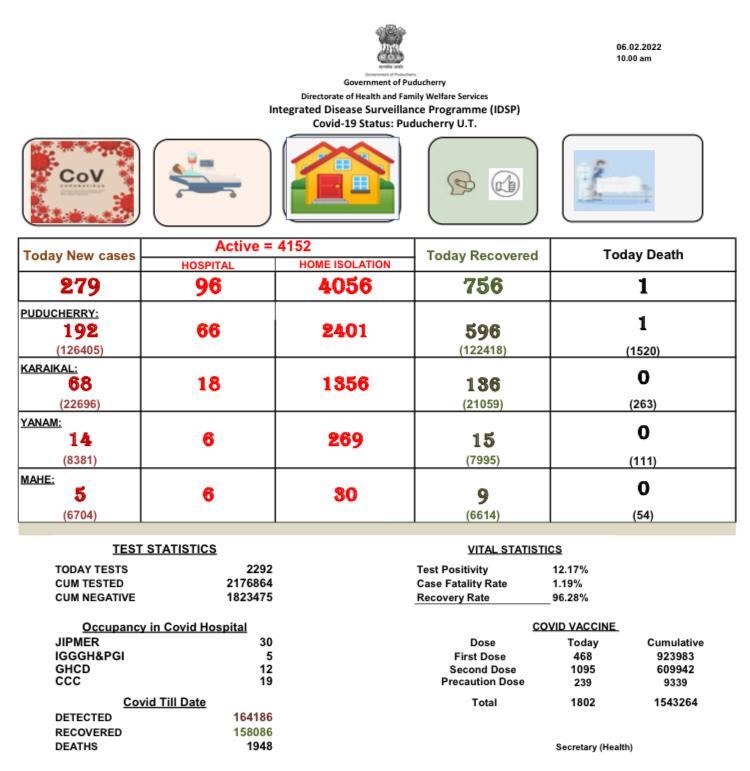 06.02.2022
10.00 am
Government of Puducherry
Government of Puducherry
Directorate of Health and Family Welfare Services
Integrated Disease Surveillance Programme (IDSP)
Covid-19 Status: Puducherry U.T.
CoV
CORONAVIRUS
Today New cases
Active = 4152
HOSPITAL HOME ISOLATION
Today Recovered
Today Death
279 96 4056 756 1
PUDUCHERRY:
192 66 2401 596 1
(126405) (122418) (1520)
KARAIKAL:
68 18 1356 136 0
(22696) (21059) (263)
YANAM:
14 6 269 15 0
(8381) (7995) (111)
MAHE:
5 6 30 9 0
(6704) (6614) (54)
TEST STATISTICS
TODAY TESTS 2292
CUM TESTED 2176864
CUM NEGATIVE 1823475
VITAL STATISTICS
Test Positivity 12.17%
Case Fatality Rate 1.19%
Recovery Rate 96.28%
Occupancy in Covid Hospital
JIPMER 30
IGGGH&PGI 5
GHCD 12
CCC 19
COVID VACCINE
Dose Today Cumulative
First Dose 468 923983
Second Dose 1095 609942
Precaution Dose 239 9339
Total 1802 1543264
Covid Till Date
DETECTED 164186
RECOVERED 158086
DEATHS 1948
Secretary (Health)